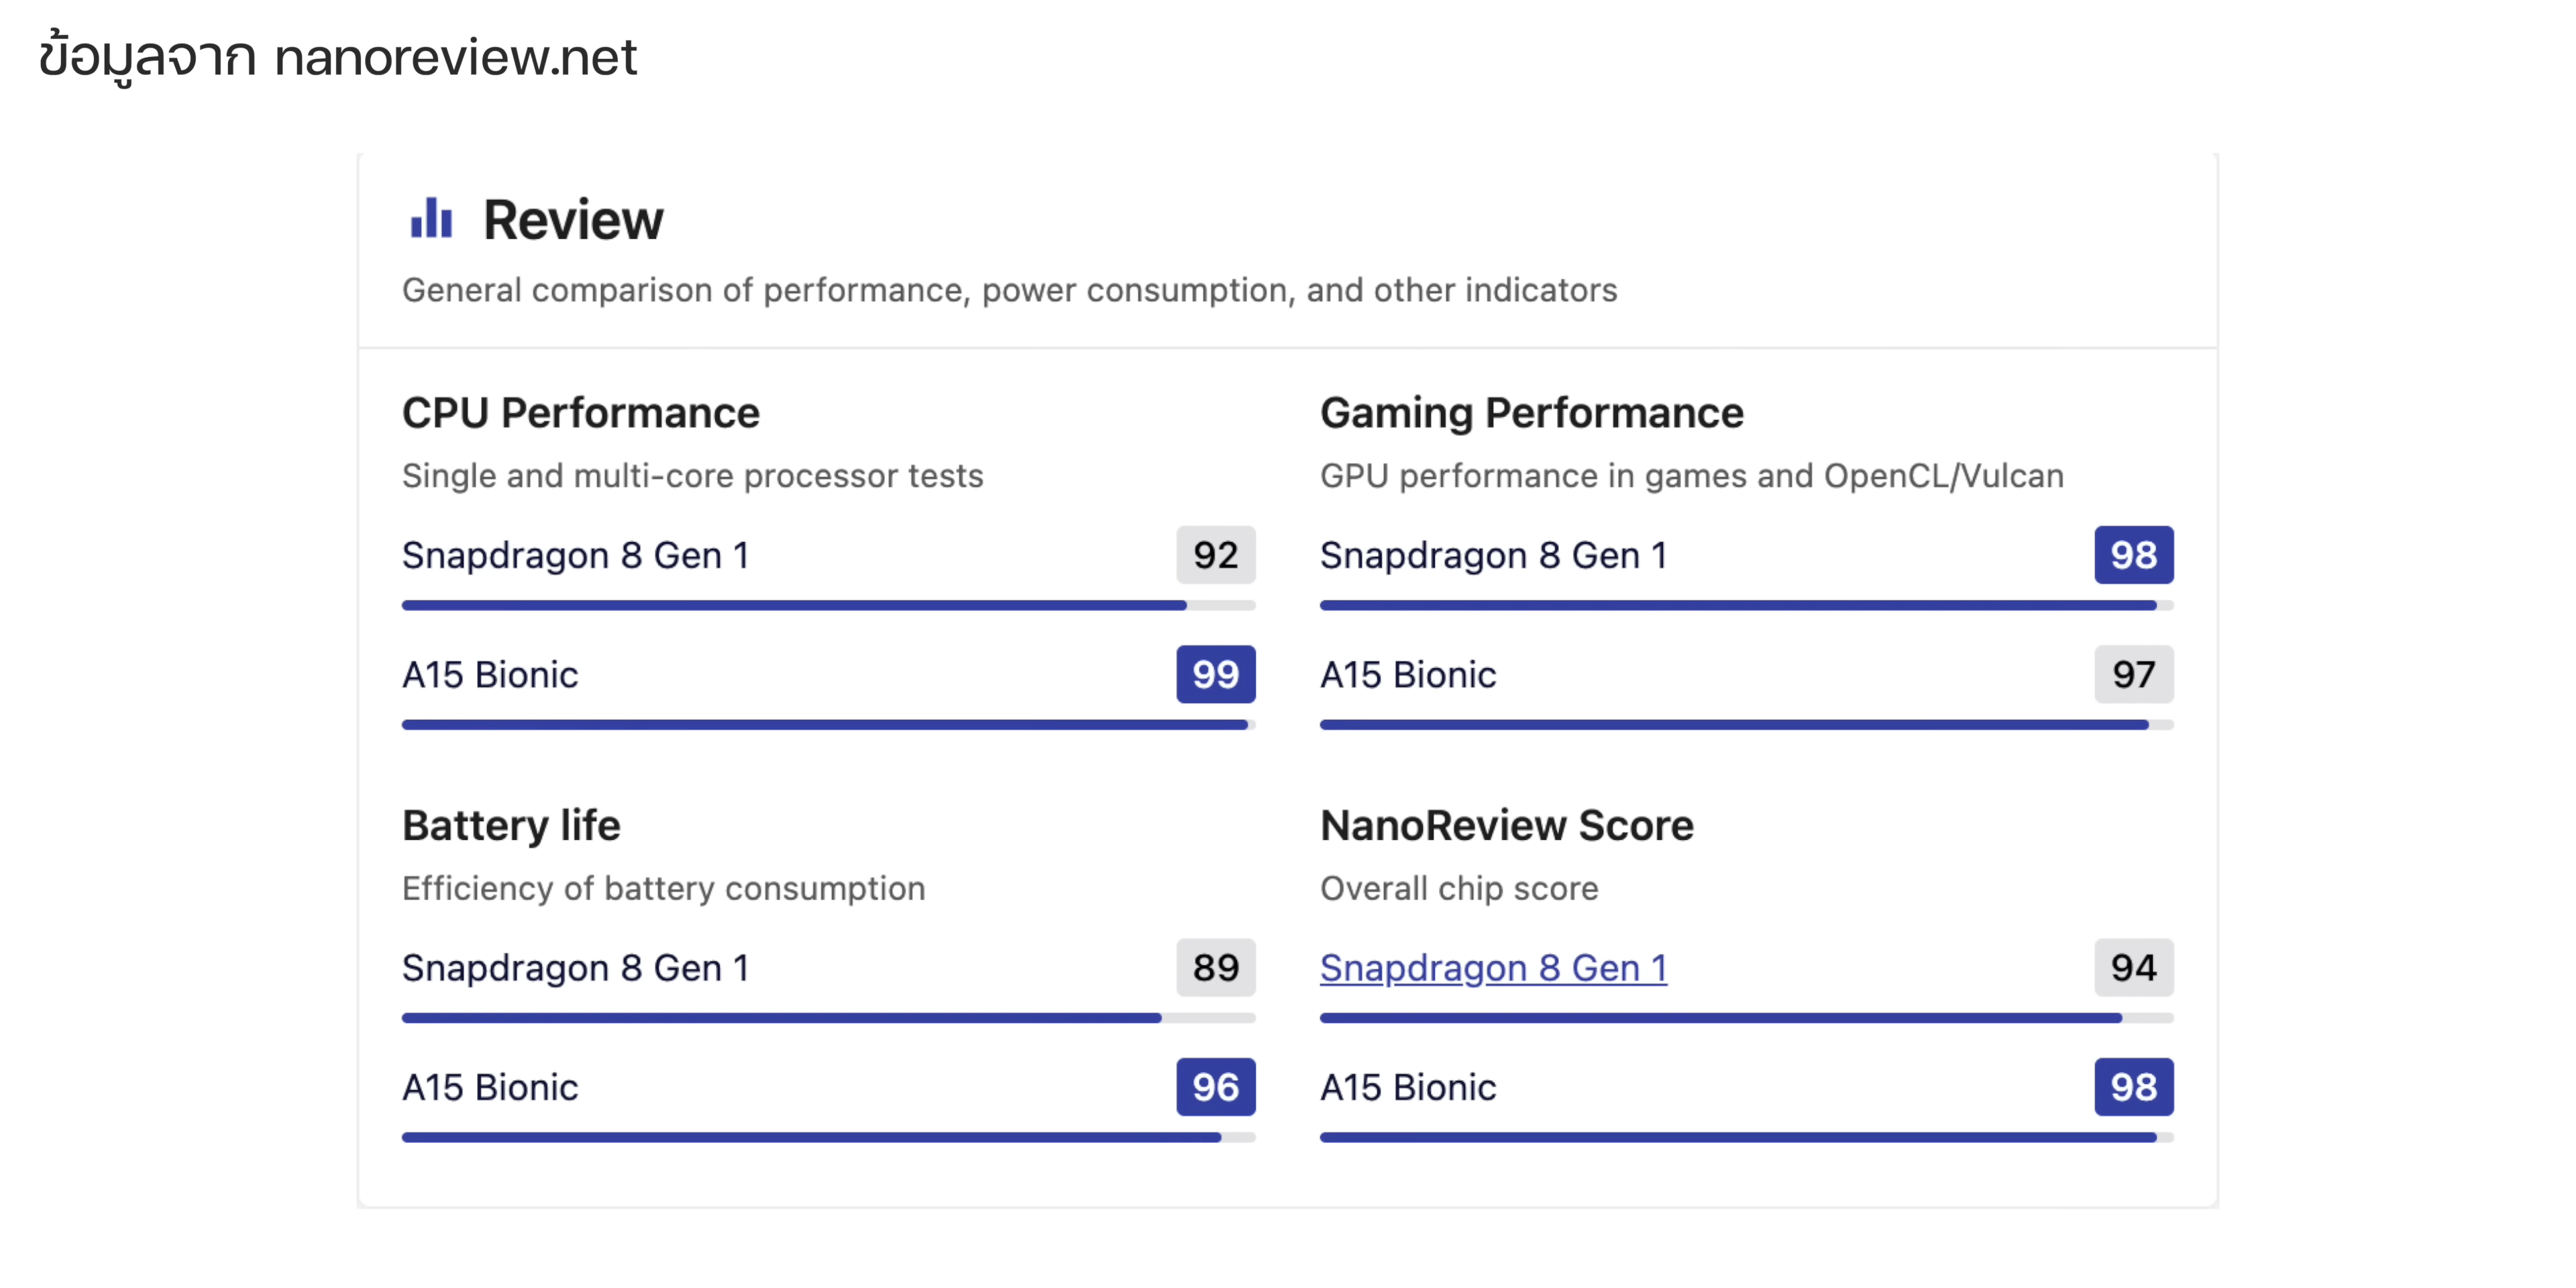 ข้อมูลจาก nanoreview.net
Review
General comparison of performance, power consumption, and other indicators
CPU Performance
Single and multi-core processor tests
Snapdragon 8 Gen 1 92
A15 Bionic 99
Gaming Performance
GPU performance in games and OpenCL/Vulcan
Snapdragon 8 Gen 1 98
A15 Bionic 97
Battery life
Efficiency of battery consumption
Snapdragon 8 Gen 1 89
A15 Bionic 96
NanoReview Score
Overall chip score
Snapdragon 8 Gen 1 94
A15 Bionic 98